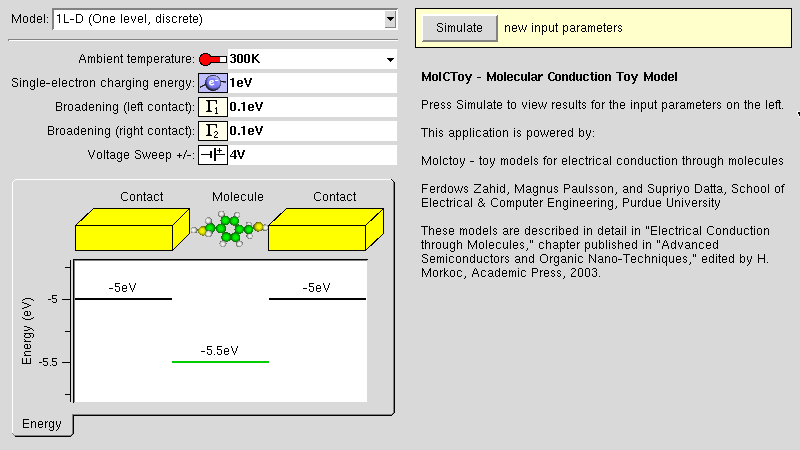 Model: 1L-D (One level, discrete)
Simulate new input parameters
Ambient temperature: 300K
Single-electron charging energy: e⁻ 1eV
Broadening (left contact): Γ1 0.1eV
Broadening (right contact): Γ2 0.1eV
Voltage Sweep +/-: 4V
MolCToy - Molecular Conduction Toy Model
Press Simulate to view results for the input parameters on the left.
This application is powered by:
Molctoy - toy models for electrical conduction through molecules
Ferdows Zahid, Magnus Paulsson, and Supriyo Datta, School of
Electrical & Computer Engineering, Purdue University
These models are described in detail in "Electrical Conduction
through Molecules," chapter published in "Advanced
Semiconductors and Organic Nano-Techniques," edited by H.
Morkoc, Academic Press, 2003.
Contact Molecule Contact
Energy (eV)
-5
-5.5
-5eV
-5eV
-5.5eV
Energy